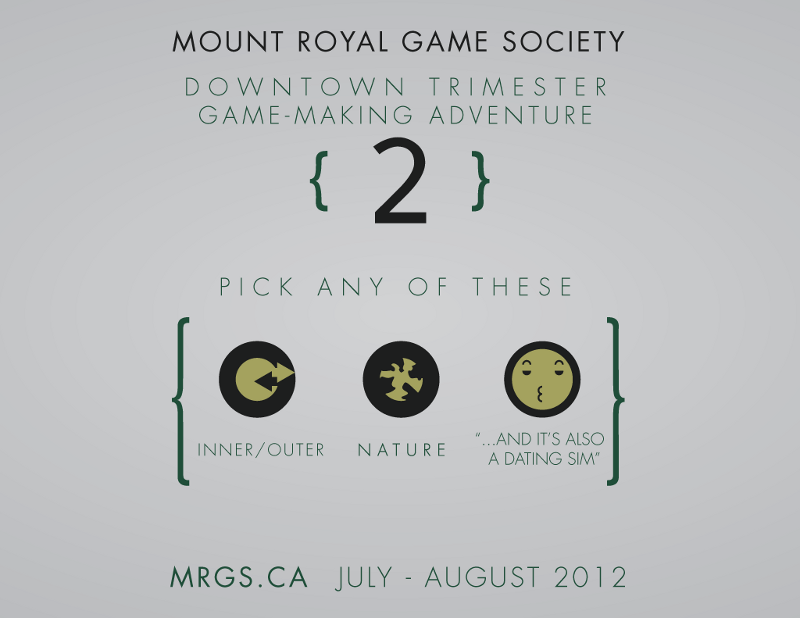 MOUNT ROYAL GAME SOCIETY
DOWNTOWN TRIMESTER
GAME-MAKING ADVENTURE
{ 2 }
PICK ANY OF THESE
INNER/OUTER
NATURE
"...AND IT'S ALSO
A DATING SIM"
MRGS.CA JULY - AUGUST 2012